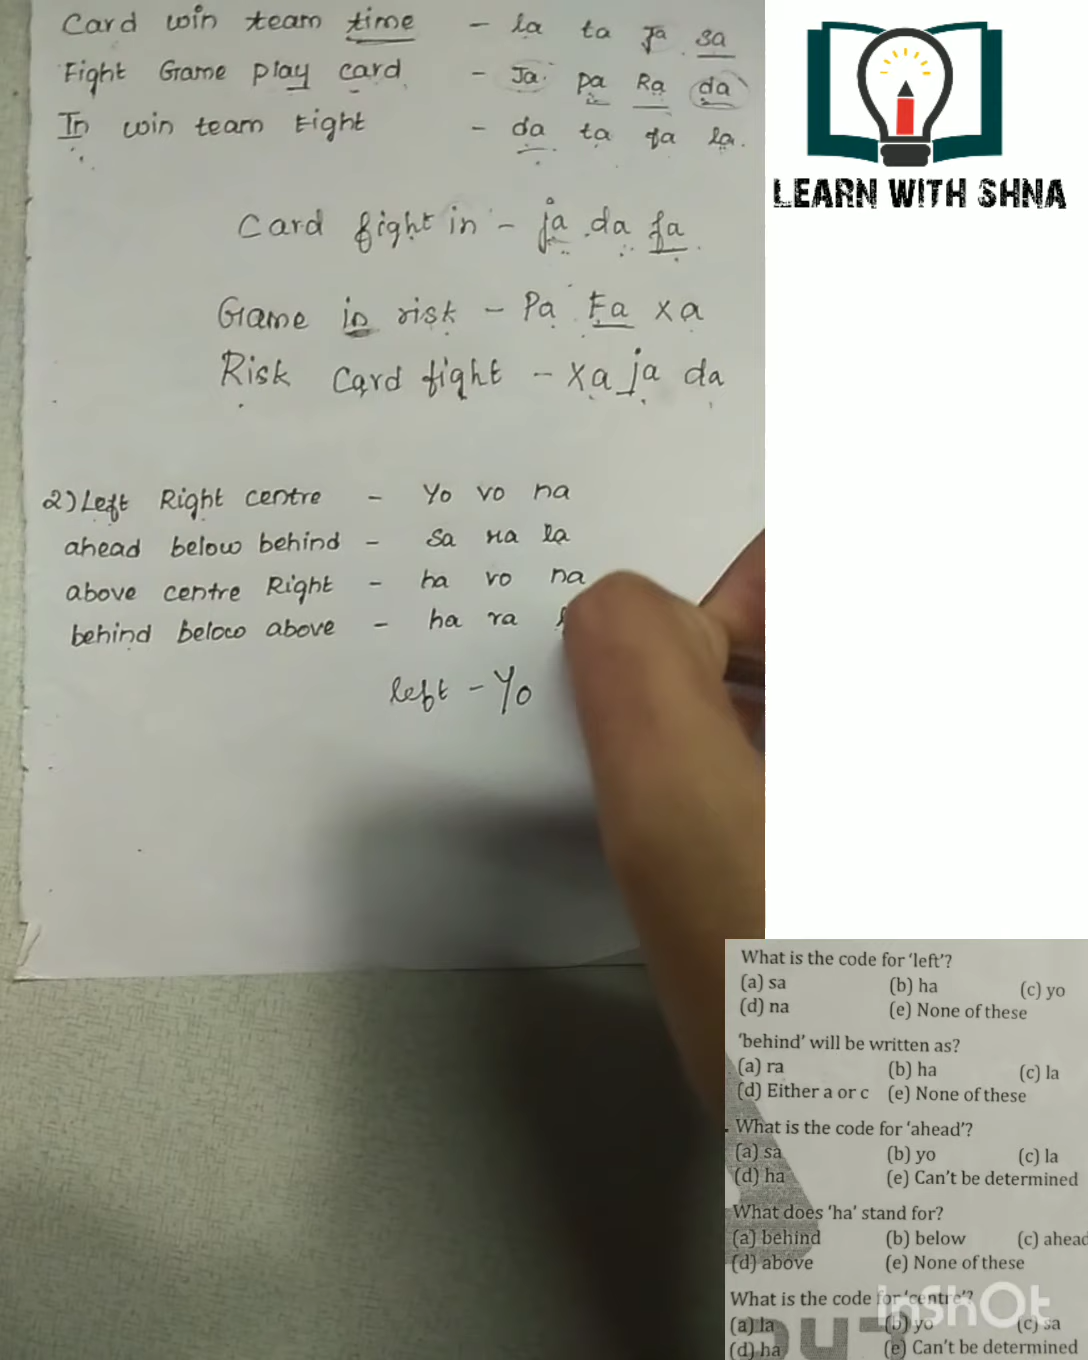 Card win team time - la ta ja sa
Fight Game play card - Ja pa Ra da
In win team Fight - da ta fa la.
Card fight in - ja da fa
Game in risk - Pa Fa xa
Risk Card fight - xa ja da
2) Left Right centre - Yo vo na
ahead below behind - sa ra la
above centre Right - ha vo na
behind below above - ha ra
left - Yo
LEARN WITH SHNA
What is the code for 'left'?
(a) sa (b) ha (c) yo
(d) na (e) None of these
'behind' will be written as?
(a) ra (b) ha (c) la
(d) Either a or c (e) None of these
What is the code for 'ahead'?
(a) sa (b) yo (c) la
(d) ha (e) Can't be determined
What does 'ha' stand for?
(a) behind (b) below (c) ahead
(d) above (e) None of these
What is the code for 'centre'?
(a) la (b) yo (c) sa
(d) ha (e) Can't be determined
InShOt